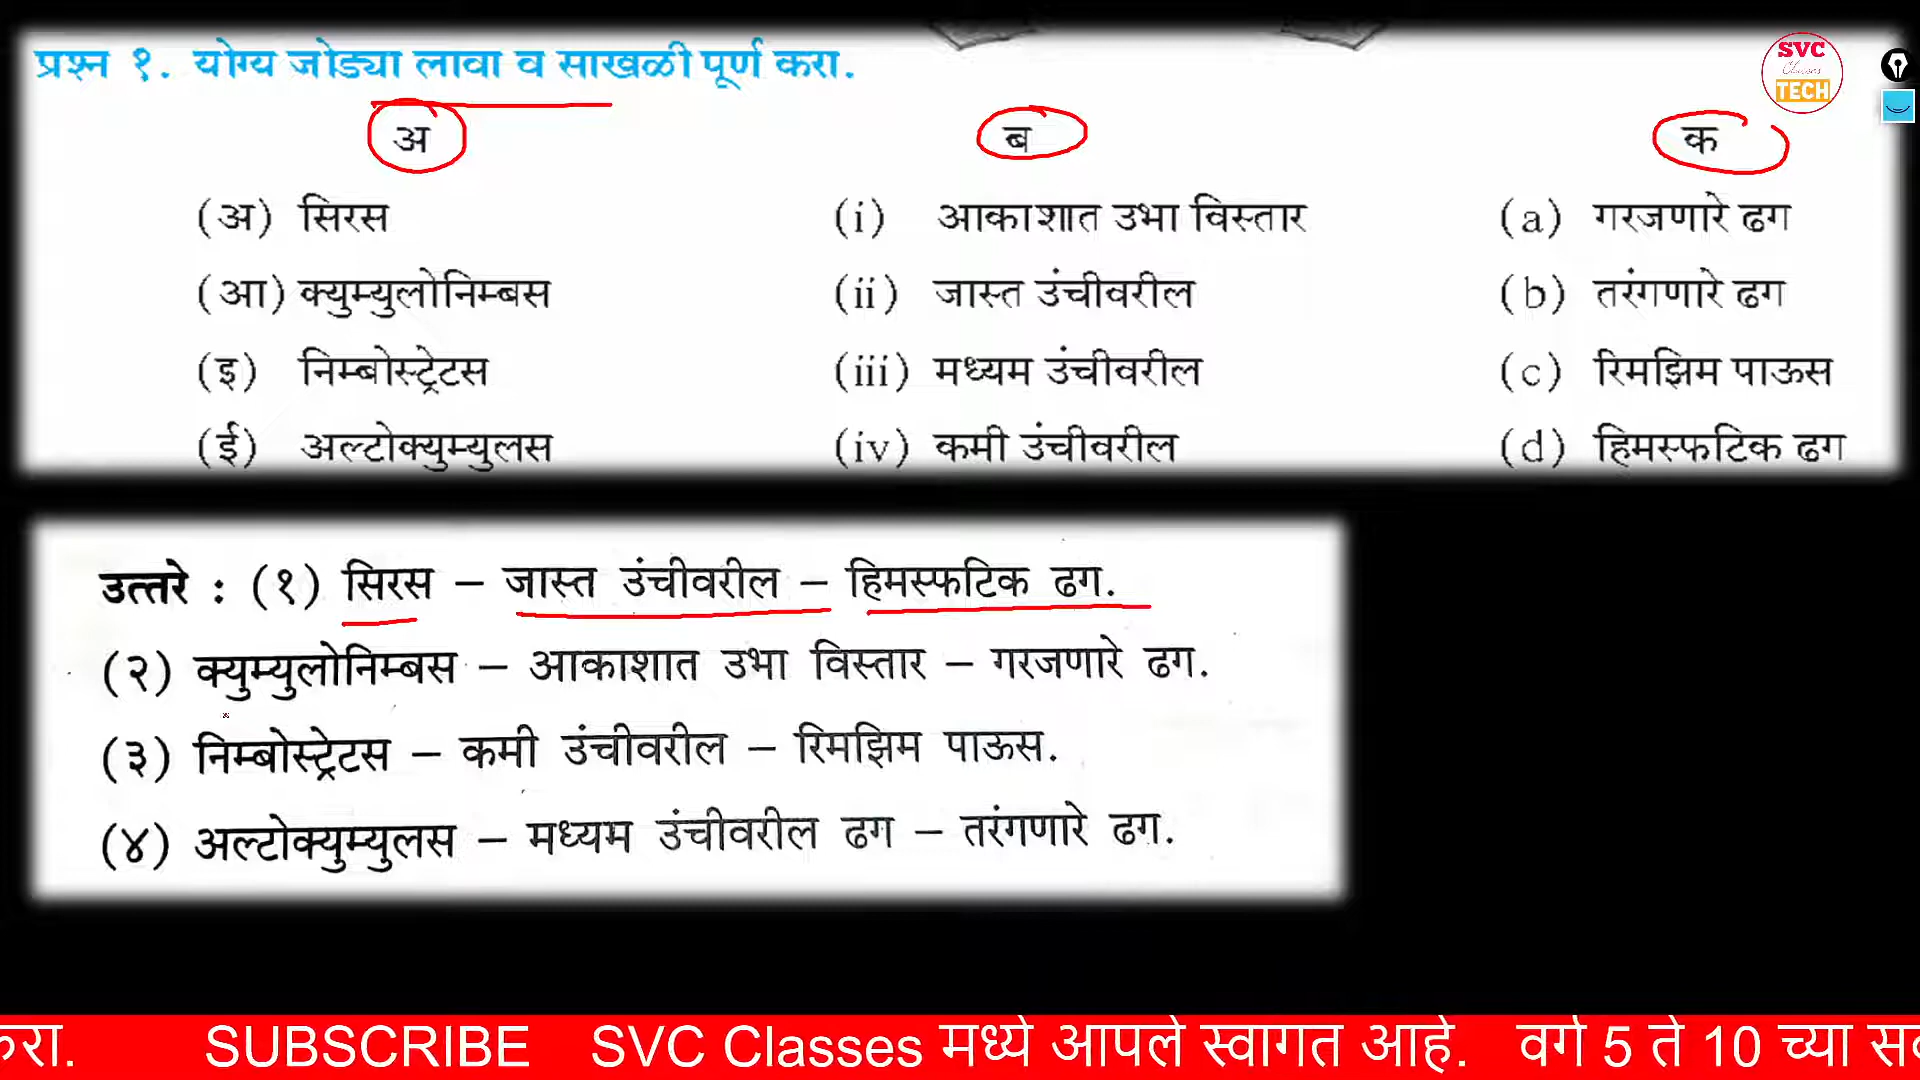 प्रश्न १. योग्य जोड्या लावा व साखळी पूर्ण करा.
SVC
Classes
TECH
अ ब क
(अ) सिरस (i) आकाशात उभा विस्तार (a) गरजणारे ढग
(आ) क्युम्युलोनिम्बस (ii) जास्त उंचीवरील (b) तरंगणारे ढग
(इ) निम्बोस्ट्रेटस (iii) मध्यम उंचीवरील (c) रिमझिम पाऊस
(ई) अल्टोक्युम्युलस (iv) कमी उंचीवरील (d) हिमस्फटिक ढग
उत्तरे : (१) सिरस – जास्त उंचीवरील – हिमस्फटिक ढग.
(२) क्युम्युलोनिम्बस – आकाशात उभा विस्तार – गरजणारे ढग.
(३) निम्बोस्ट्रेटस – कमी उंचीवरील – रिमझिम पाऊस.
(४) अल्टोक्युम्युलस – मध्यम उंचीवरील ढग – तरंगणारे ढग.
करा. SUBSCRIBE SVC Classes मध्ये आपले स्वागत आहे. वर्ग 5 ते 10 च्या